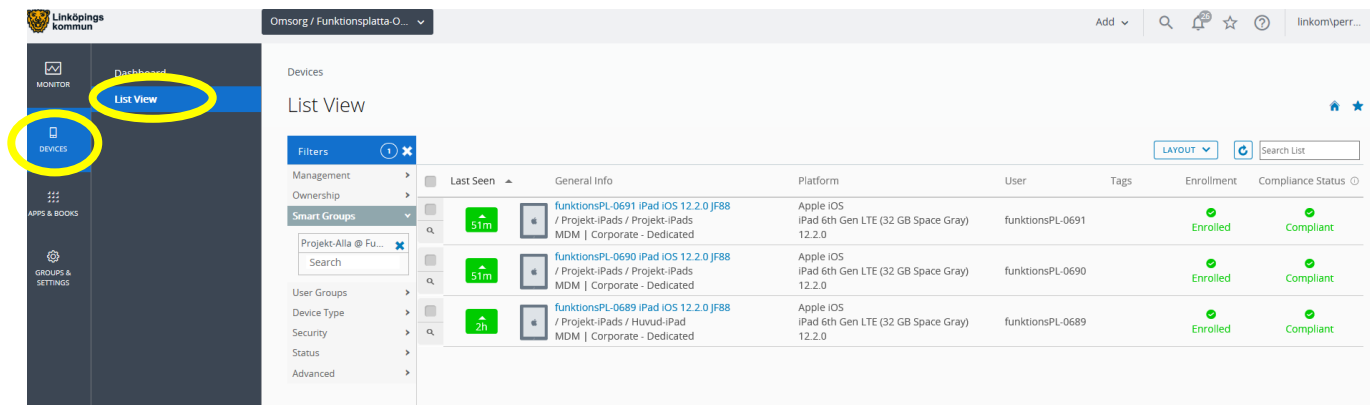 Linköpings
kommun
Omsorg / Funktionsplatta-O...
Add
26
linkom\perr...
MONITOR
DEVICES
APPS & BOOKS
GROUPS &
SETTINGS
Dashboard
List View
Devices
List View
Filters 1
Management
Ownership
Smart Groups
Projekt-Alla @ Fu...
Search
User Groups
Device Type
Security
Status
Advanced
LAYOUT
Search List
Last Seen General Info Platform User Tags Enrollment Compliance Status
51m
funktionsPL-0691 iPad iOS 12.2.0 JF88
/ Projekt-iPads / Projekt-iPads
MDM | Corporate - Dedicated
Apple iOS
iPad 6th Gen LTE (32 GB Space Gray)
12.2.0
funktionsPL-0691
Enrolled
Compliant
51m
funktionsPL-0690 iPad iOS 12.2.0 JF88
/ Projekt-iPads / Projekt-iPads
MDM | Corporate - Dedicated
Apple iOS
iPad 6th Gen LTE (32 GB Space Gray)
12.2.0
funktionsPL-0690
Enrolled
Compliant
2h
funktionsPL-0689 iPad iOS 12.2.0 JF88
/ Projekt-iPads / Huvud-iPad
MDM | Corporate - Dedicated
Apple iOS
iPad 6th Gen LTE (32 GB Space Gray)
12.2.0
funktionsPL-0689
Enrolled
Compliant